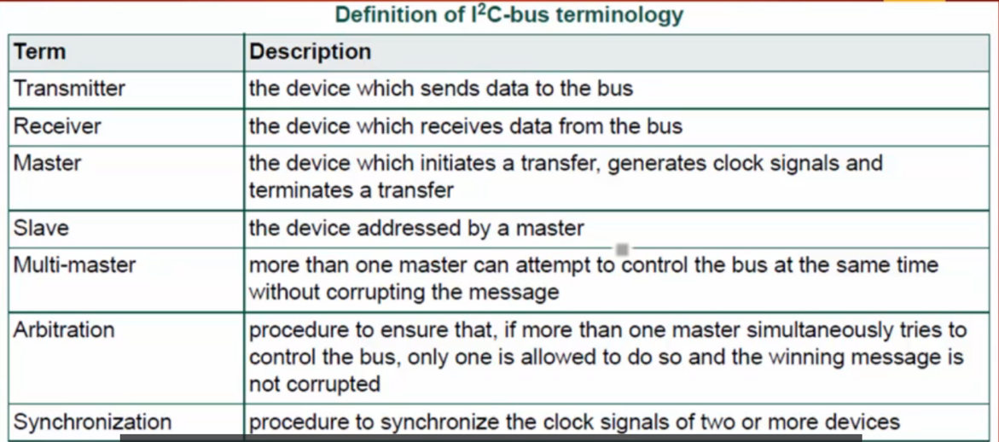 Definition of I²C-bus terminology
Term Description
Transmitter the device which sends data to the bus
Receiver the device which receives data from the bus
Master the device which initiates a transfer, generates clock signals and
terminates a transfer
Slave the device addressed by a master
Multi-master more than one master can attempt to control the bus at the same time
without corrupting the message
Arbitration procedure to ensure that, if more than one master simultaneously tries to
control the bus, only one is allowed to do so and the winning message is
not corrupted
Synchronization procedure to synchronize the clock signals of two or more devices